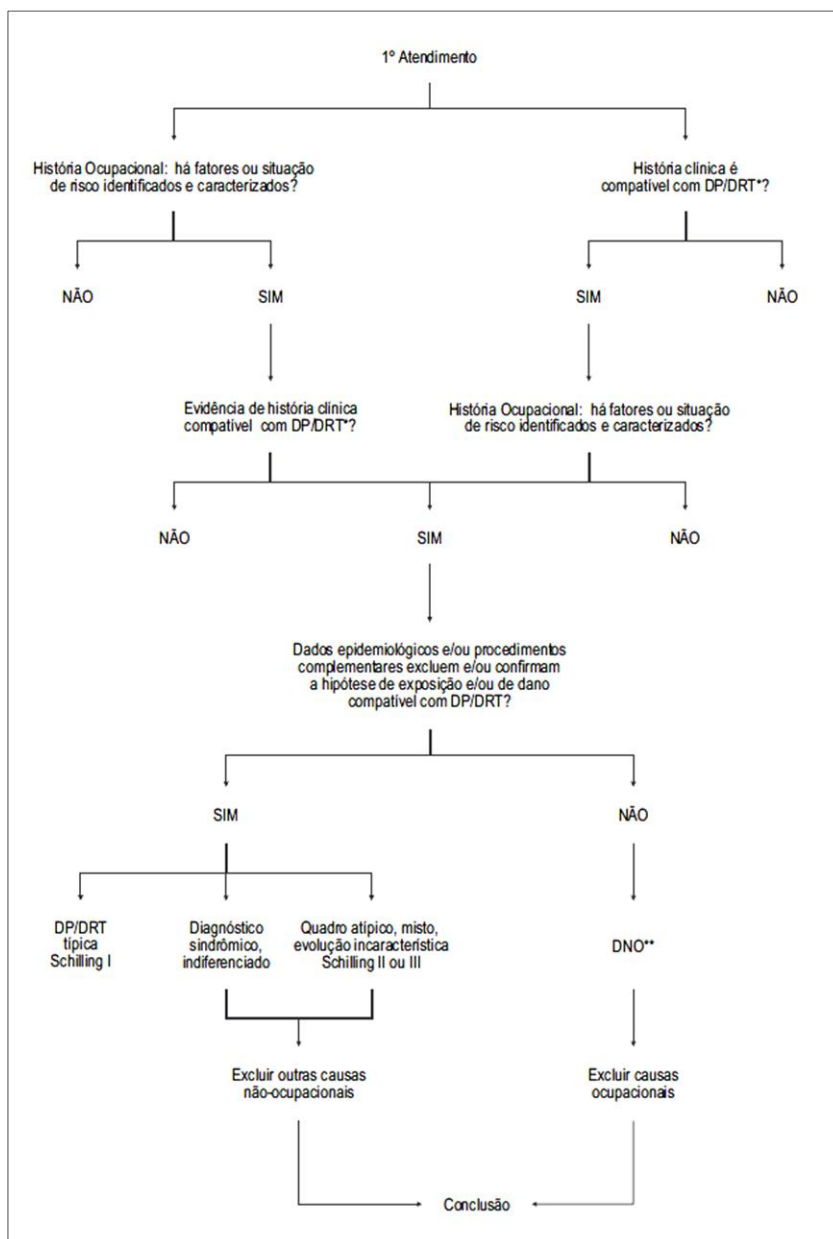 1º Atendimento
História Ocupacional: há fatores ou situação
de risco identificados e caracterizados?
História clínica é
compatível com DP/DRT*?
NÃO
SIM
SIM
NÃO
Evidência de história clínica
compatível com DP/DRT*?
História Ocupacional: há fatores ou situação
de risco identificados e caracterizados?
NÃO
SIM
NÃO
Dados epidemiológicos e/ou procedimentos
complementares excluem e/ou confirmam
a hipótese de exposição e/ou de dano
compatível com DP/DRT?
SIM
NÃO
DP/DRT
típica
Schilling I
Diagnóstico
sindrômico,
indiferenciado
Quadro atípico, misto,
evolução incaracterística
Schilling II ou III
DNO**
Excluir outras causas
não-ocupacionais
Excluir causas
ocupacionais
Conclusão